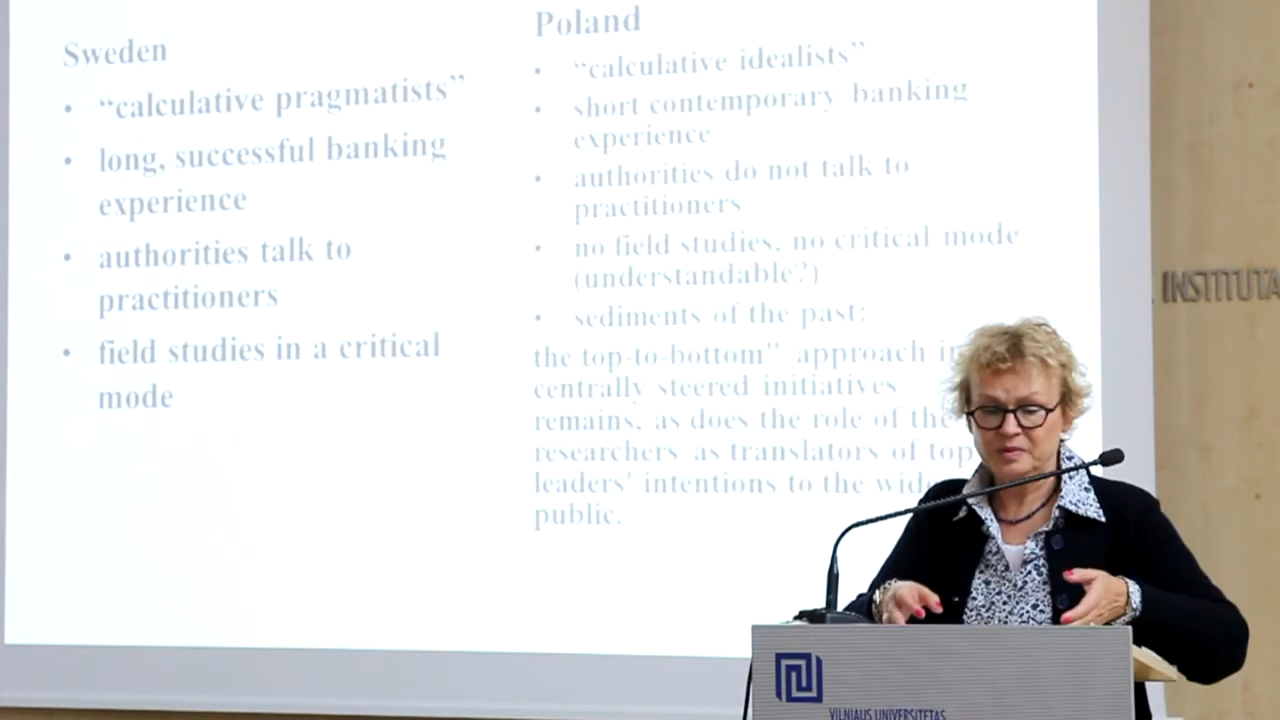 Sweden
• “calculative pragmatists”
• long, successful banking
experience
• authorities talk to
practitioners
• field studies in a critical
mode
Poland
• “calculative idealists”
• short contemporary banking
experience
• authorities do not talk to
practitioners
• no field studies, no critical mode
(understandable?)
• sediments of the past:
the top-to-bottom” approach in
centrally steered initiatives
remains, as does the role of the
researchers as translators of top
leaders' intentions to the wide
public.
INSTITUTA
VILNIAUS UNIVERSITETAS